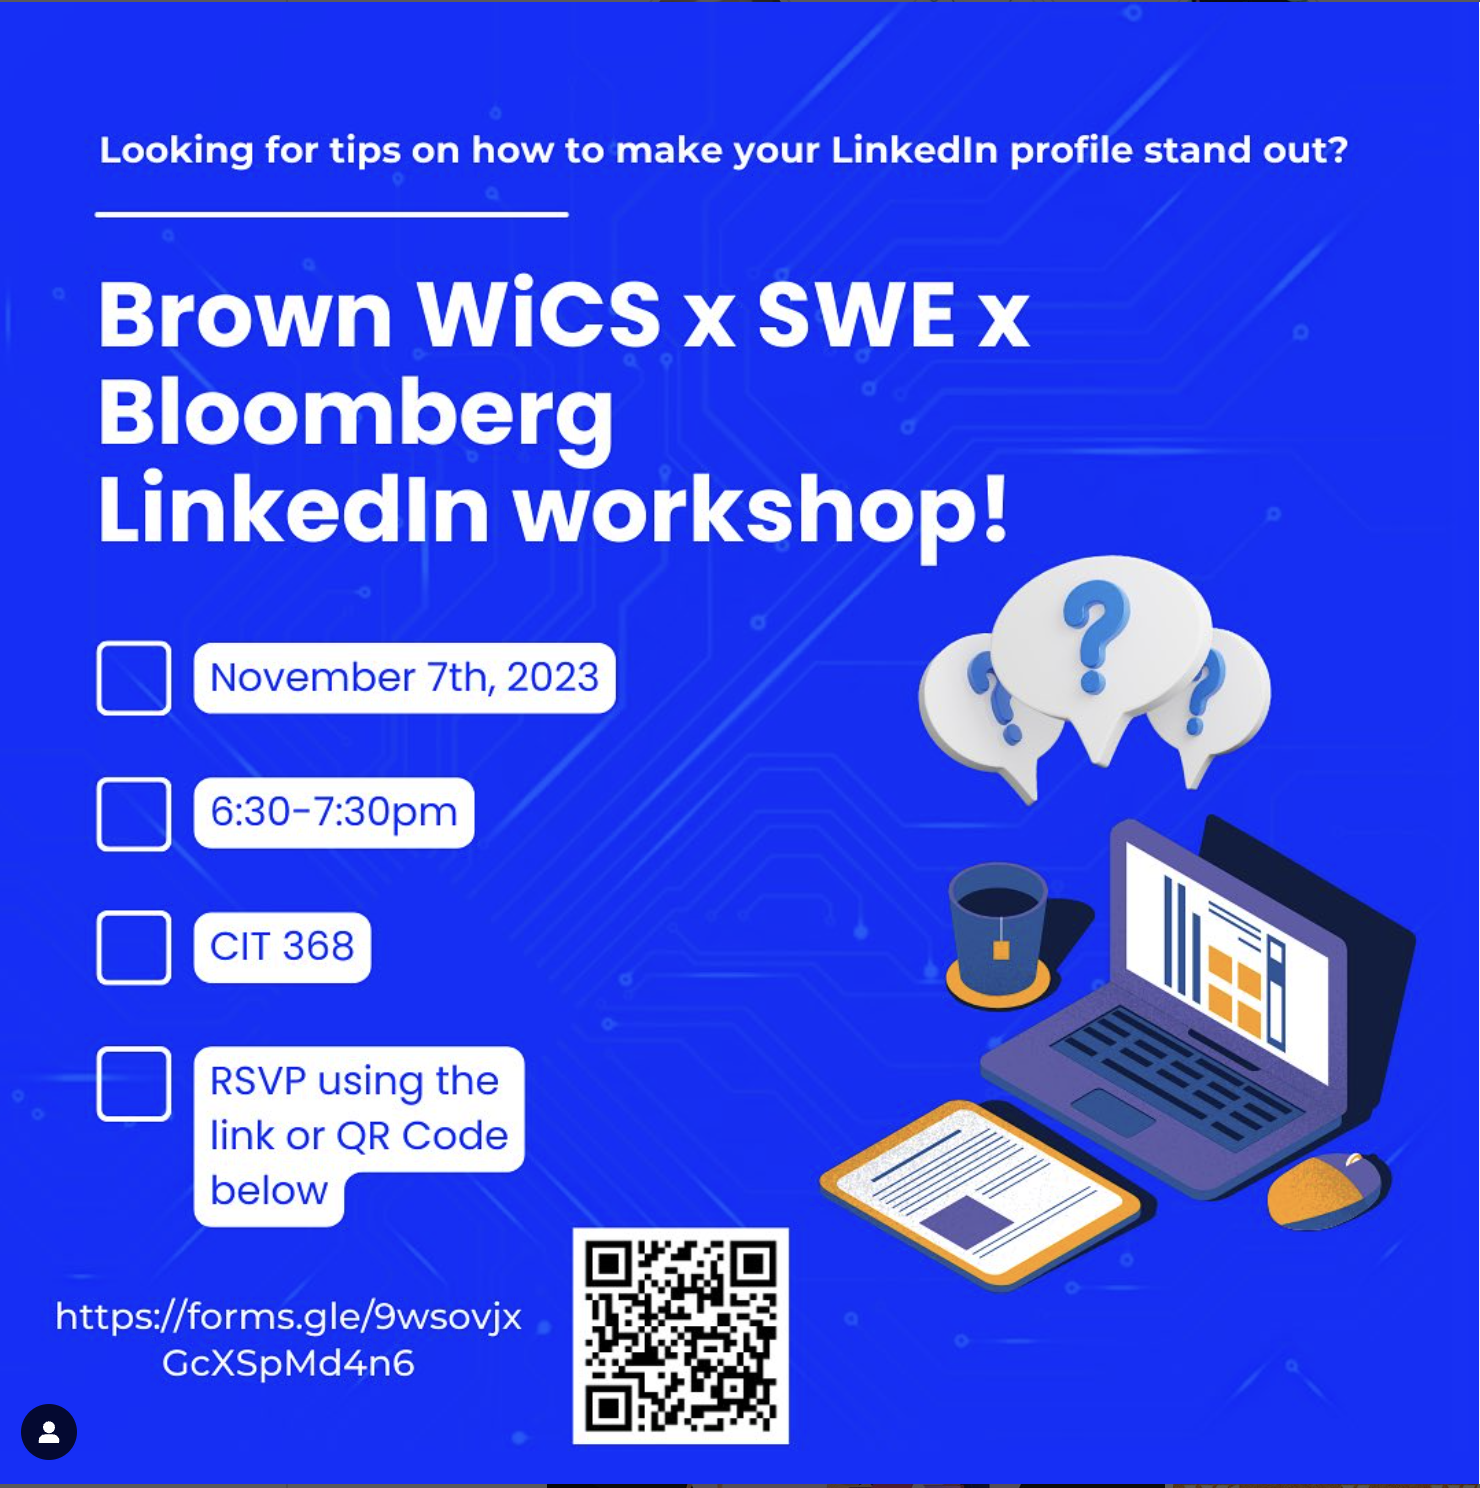 Looking for tips on how to make your LinkedIn profile stand out?
Brown WiCS x SWE x
Bloomberg
LinkedIn workshop!
November 7th, 2023
6:30-7:30pm
CIT 368
RSVP using the
link or QR Code
below
https://forms.gle/9wsovjx
GcXSpMd4n6